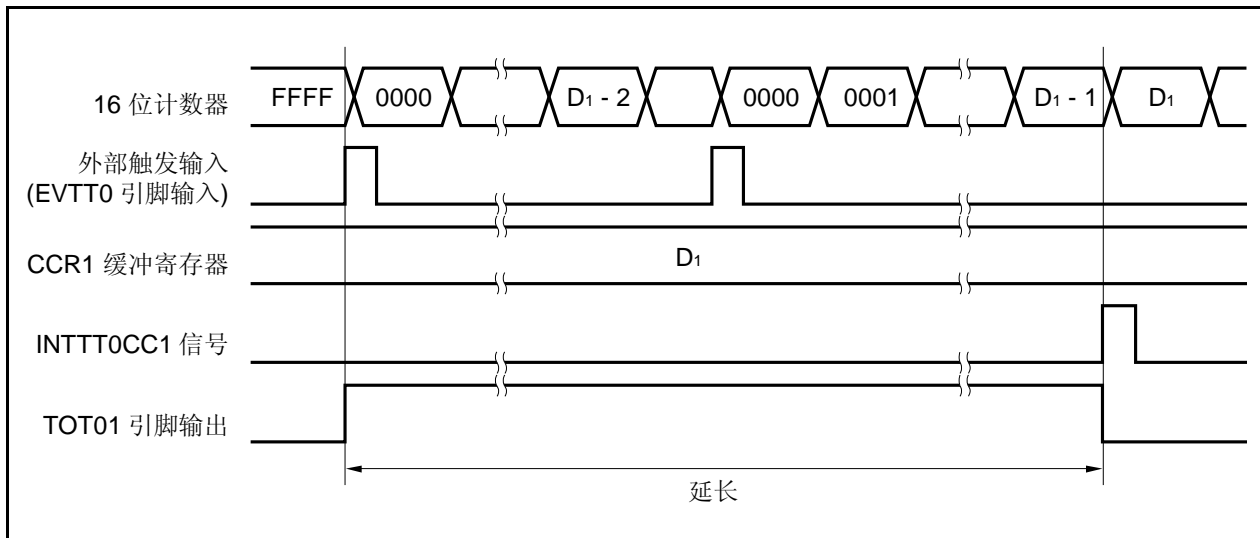 16 位计数器 FFFF 0000 D₁ - 2 0000 0001 D₁ - 1 D₁
外部触发输入
(EVTT0 引脚输入)
CCR1 缓冲寄存器 D₁
INTTT0CC1 信号
TOT01 引脚输出
延长